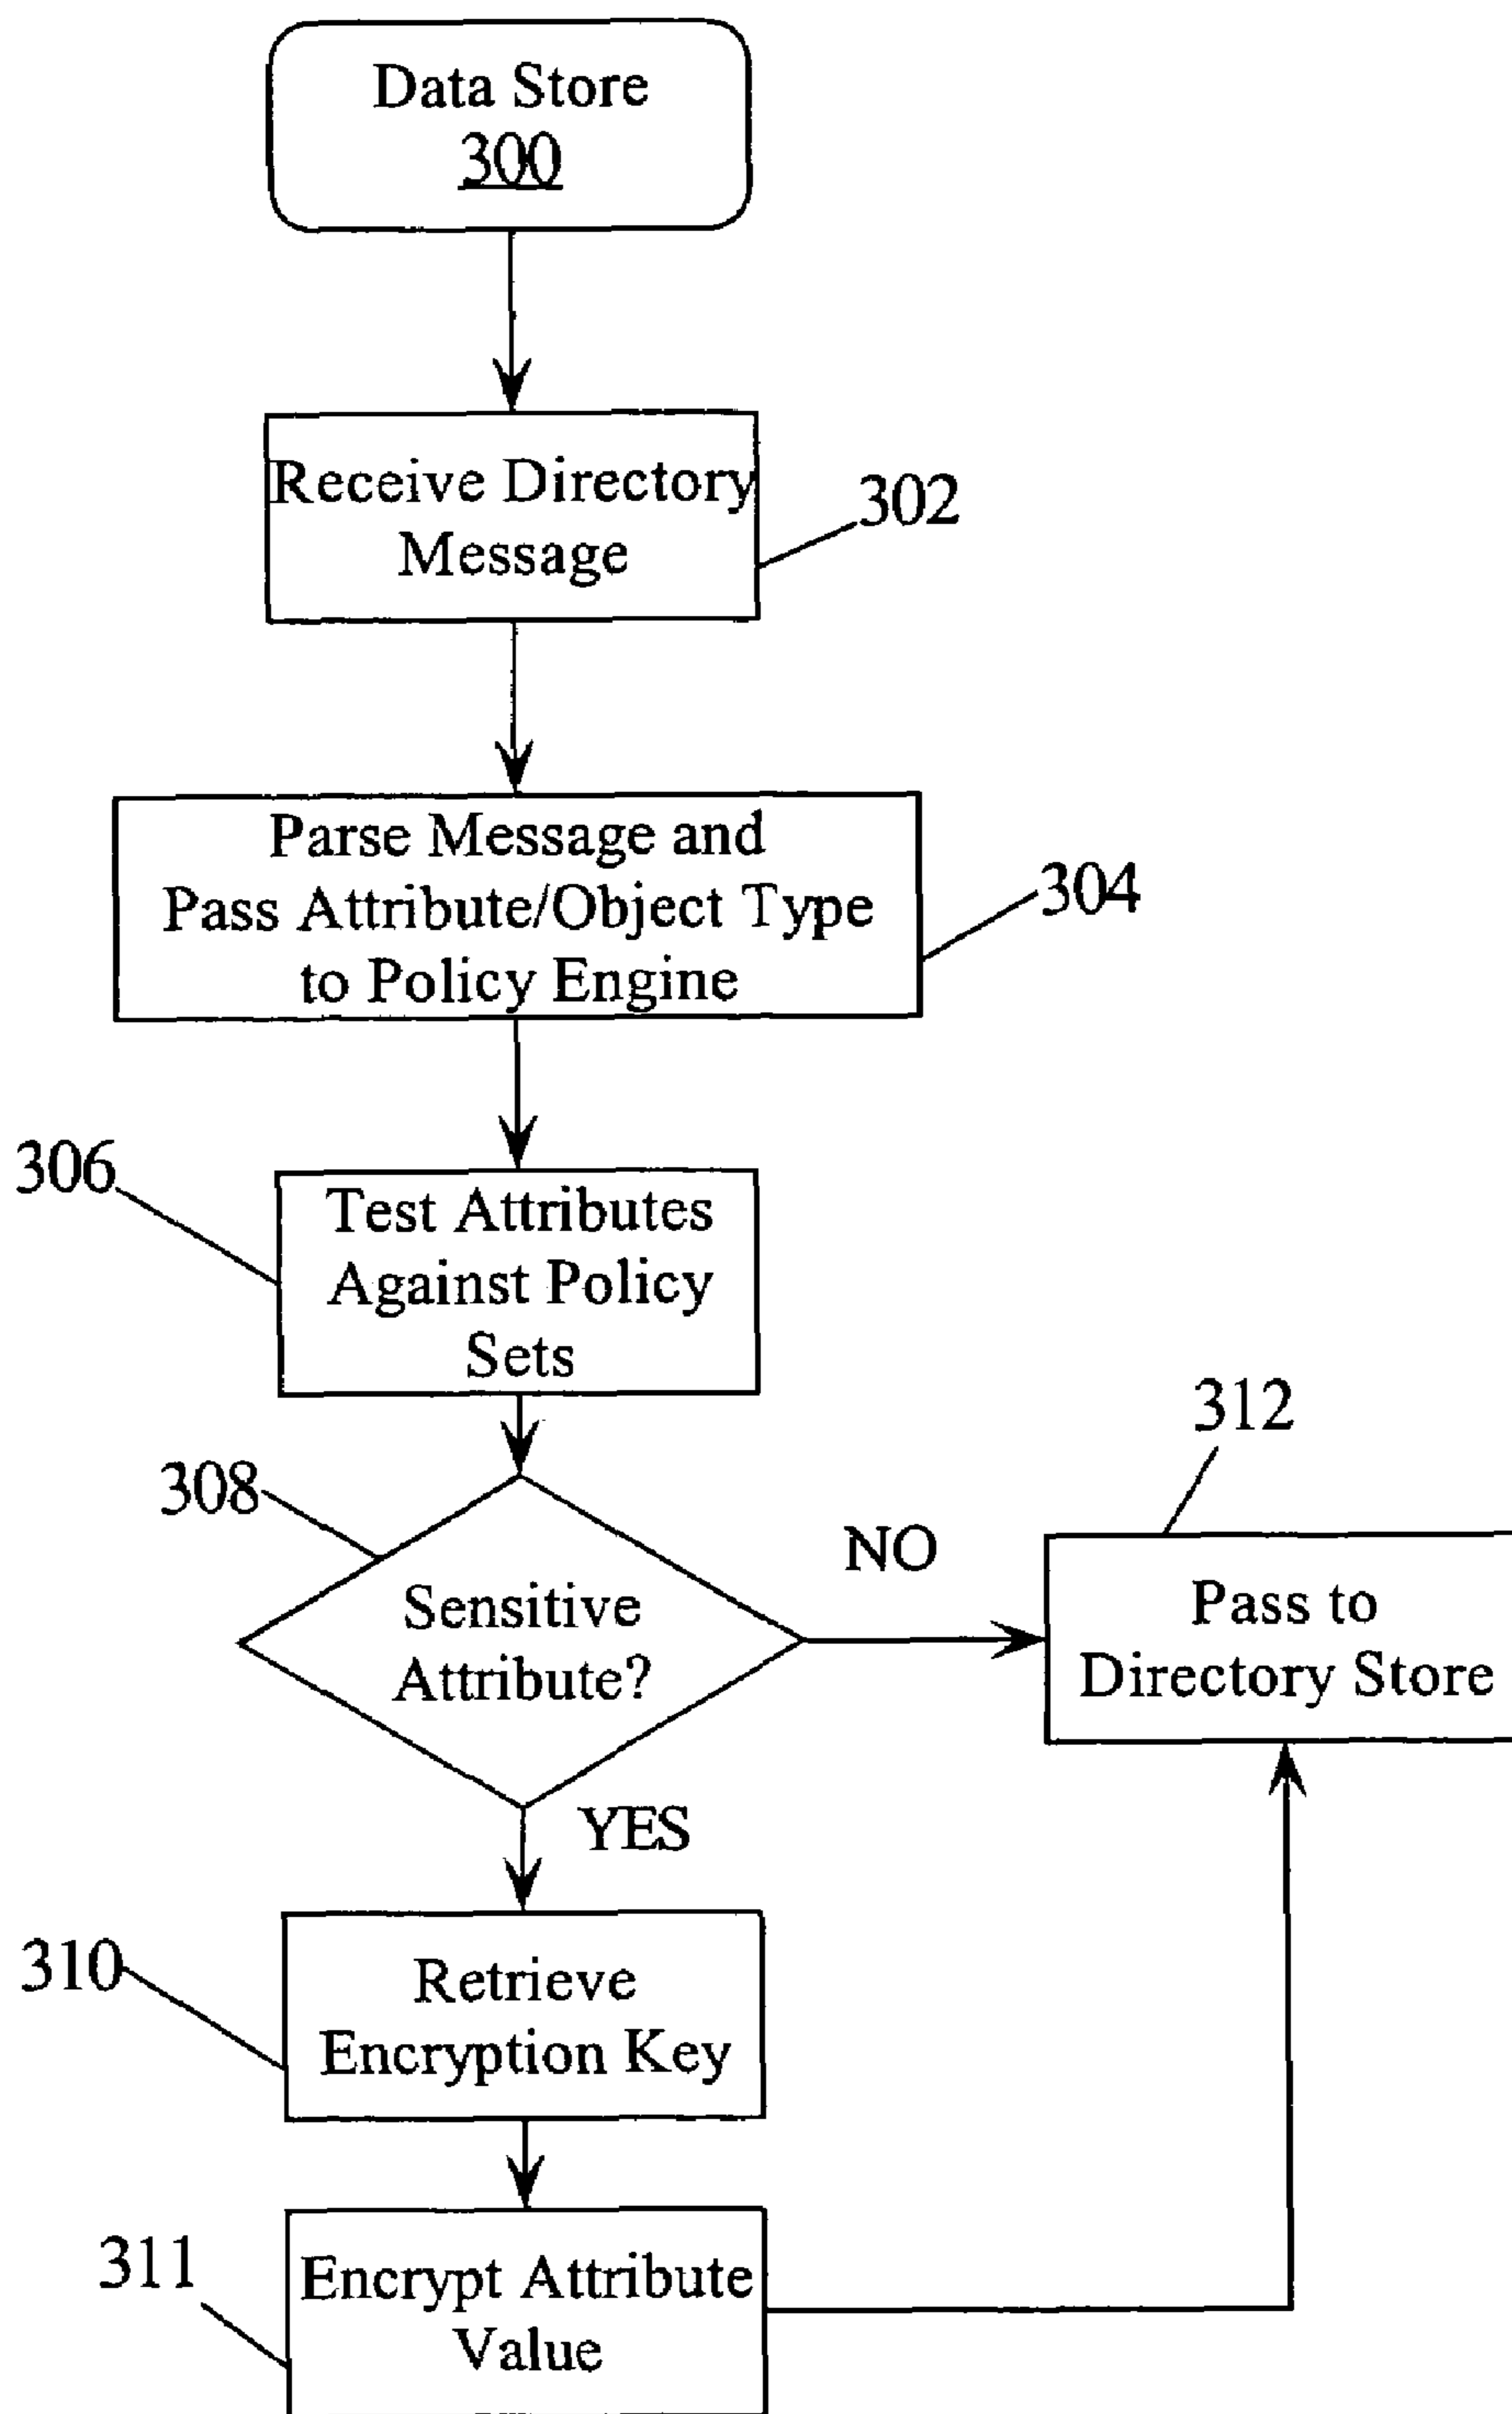 Data Store
300
Receive Directory
Message
302
Parse Message and
Pass Attribute/Object Type
to Policy Engine
304
306
Test Attributes
Against Policy
Sets
312
308
NO
Sensitive
Attribute?
Pass to
Directory Store
YES
310
Retrieve
Encryption Key
311
Encrypt Attribute
Value